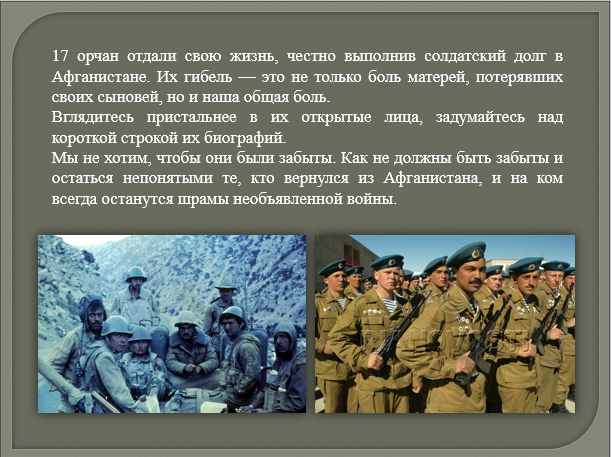 17 орчан отдали свою жизнь, честно выполнив солдатский долг в
Афганистане. Их гибель — это не только боль матерей, потерявших
своих сыновей, но и наша общая боль.
Вглядитесь пристальнее в их открытые лица, задумайтесь над
короткой строкой их биографий.
Мы не хотим, чтобы они были забыты. Как не должны быть забыты и
остаться непонятыми те, кто вернулся из Афганистана, и на ком
всегда останутся шрамы необъявленной войны.